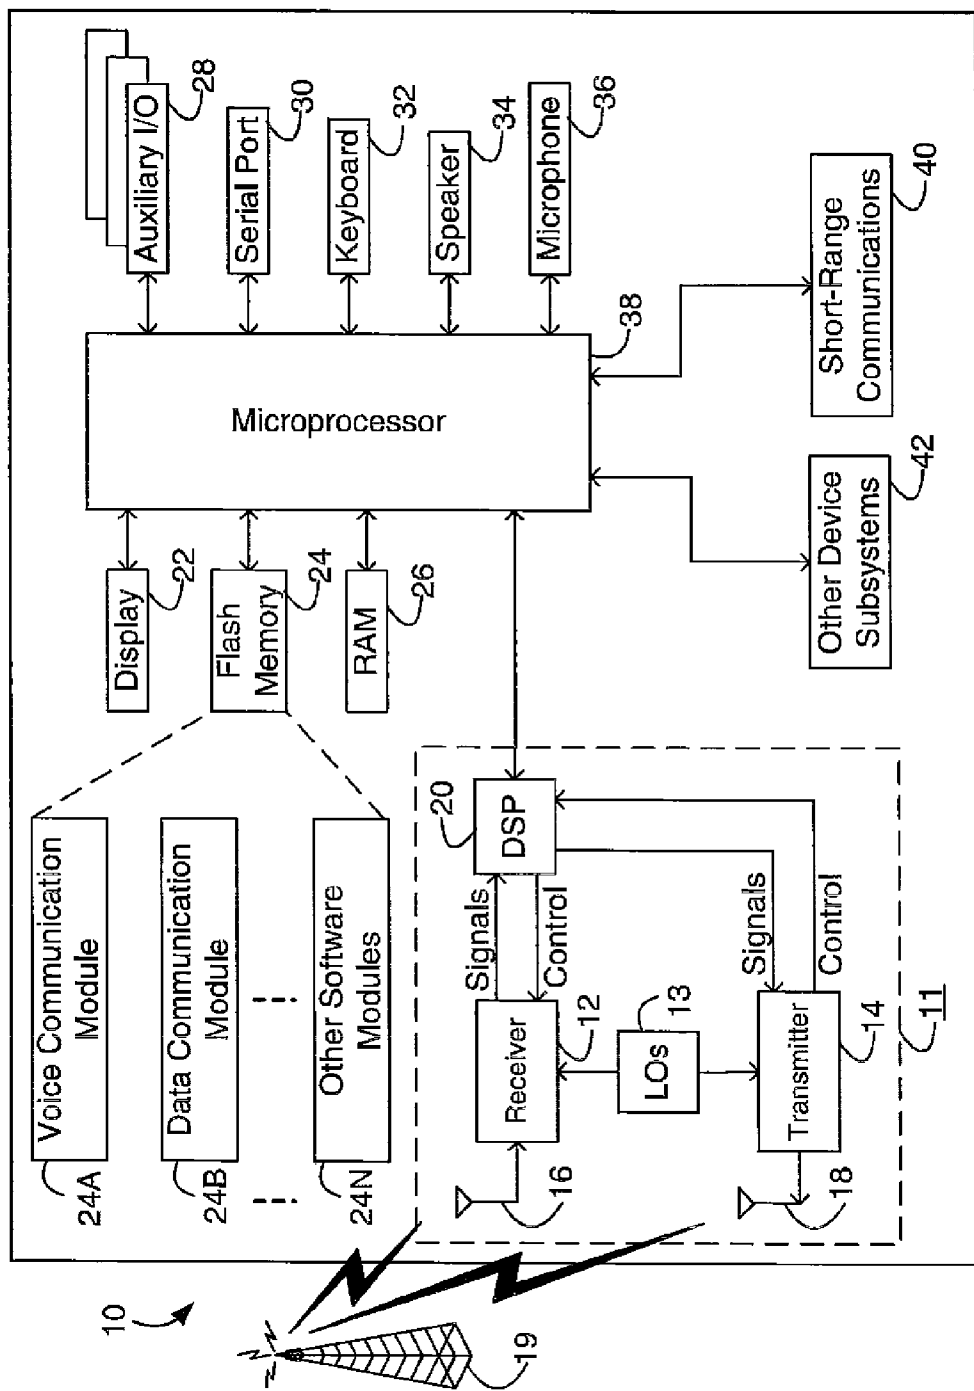 10
19
24A
Voice Communication
Module
24B
Data Communication
Module
24N
Other Software
Modules
Display
22
Flash
Memory
24
RAM
26
Microprocessor
38
Auxiliary I/O
28
Serial Port
30
Keyboard
32
Speaker
34
Microphone
36
16
Receiver
12
Signals
Control
DSP
20
LOs
13
18
Transmitter
14
Signals
Control
11
Other Device
Subsystems
42
Short-Range
Communications
40